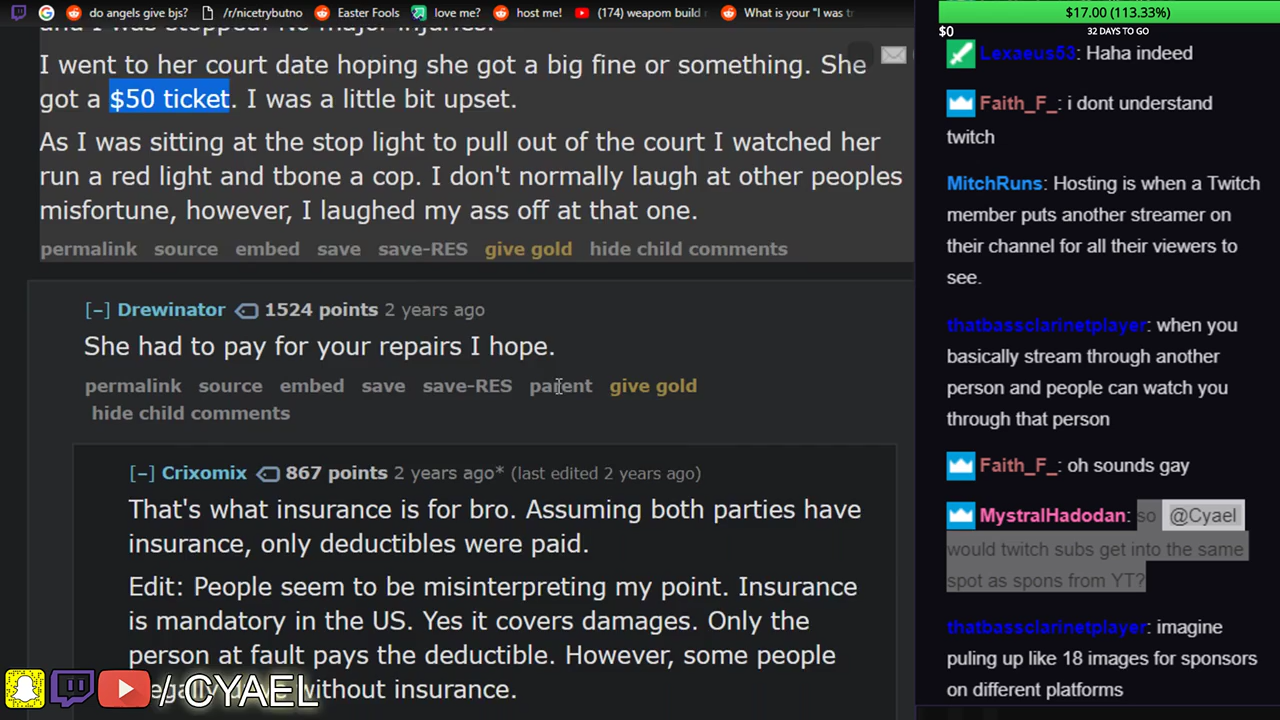 do angels give bjs?
/r/nicetrybutno
Easter Fools
love me?
host me!
(174) weapom build
What is your "I was
$17.00 (113.33%)
$0
32 DAYS TO GO
I went to her court date hoping she got a big fine or something. She
got a $50 ticket. I was a little bit upset.
As I was sitting at the stop light to pull out of the court I watched her
run a red light and tbone a cop. I don't normally laugh at other peoples
misfortune, however, I laughed my ass off at that one.
permalink source embed save save-RES give gold hide child comments
[–] Drewinator 1524 points 2 years ago
She had to pay for your repairs I hope.
permalink source embed save save-RES parent give gold
hide child comments
[–] Crixomix 867 points 2 years ago* (last edited 2 years ago)
That's what insurance is for bro. Assuming both parties have
insurance, only deductibles were paid.
Edit: People seem to be misinterpreting my point. Insurance
is mandatory in the US. Yes it covers damages. Only the
person at fault pays the deductible. However, some people
without insurance.
/ CYAEL
Lexaeus53: Haha indeed
Faith_F_: i dont understand
twitch
MitchRuns: Hosting is when a Twitch
member puts another streamer on
their channel for all their viewers to
see.
thatbassclarinetplayer: when you
basically stream through another
person and people can watch you
through that person
Faith_F_: oh sounds gay
MystralHadodan: so @Cyael
would twitch subs get into the same
spot as spons from YT?
thatbassclarinetplayer: imagine
puling up like 18 images for sponsors
on different platforms